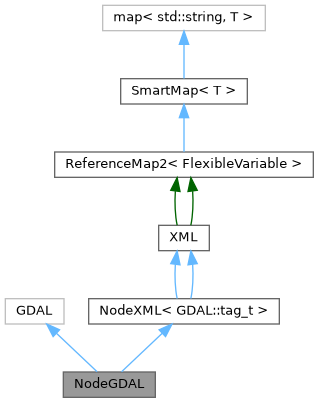 map< std::string, T >
SmartMap< T >
ReferenceMap2< FlexibleVariable >
XML
GDAL
NodeXML< GDAL::tag_t >
NodeGDAL